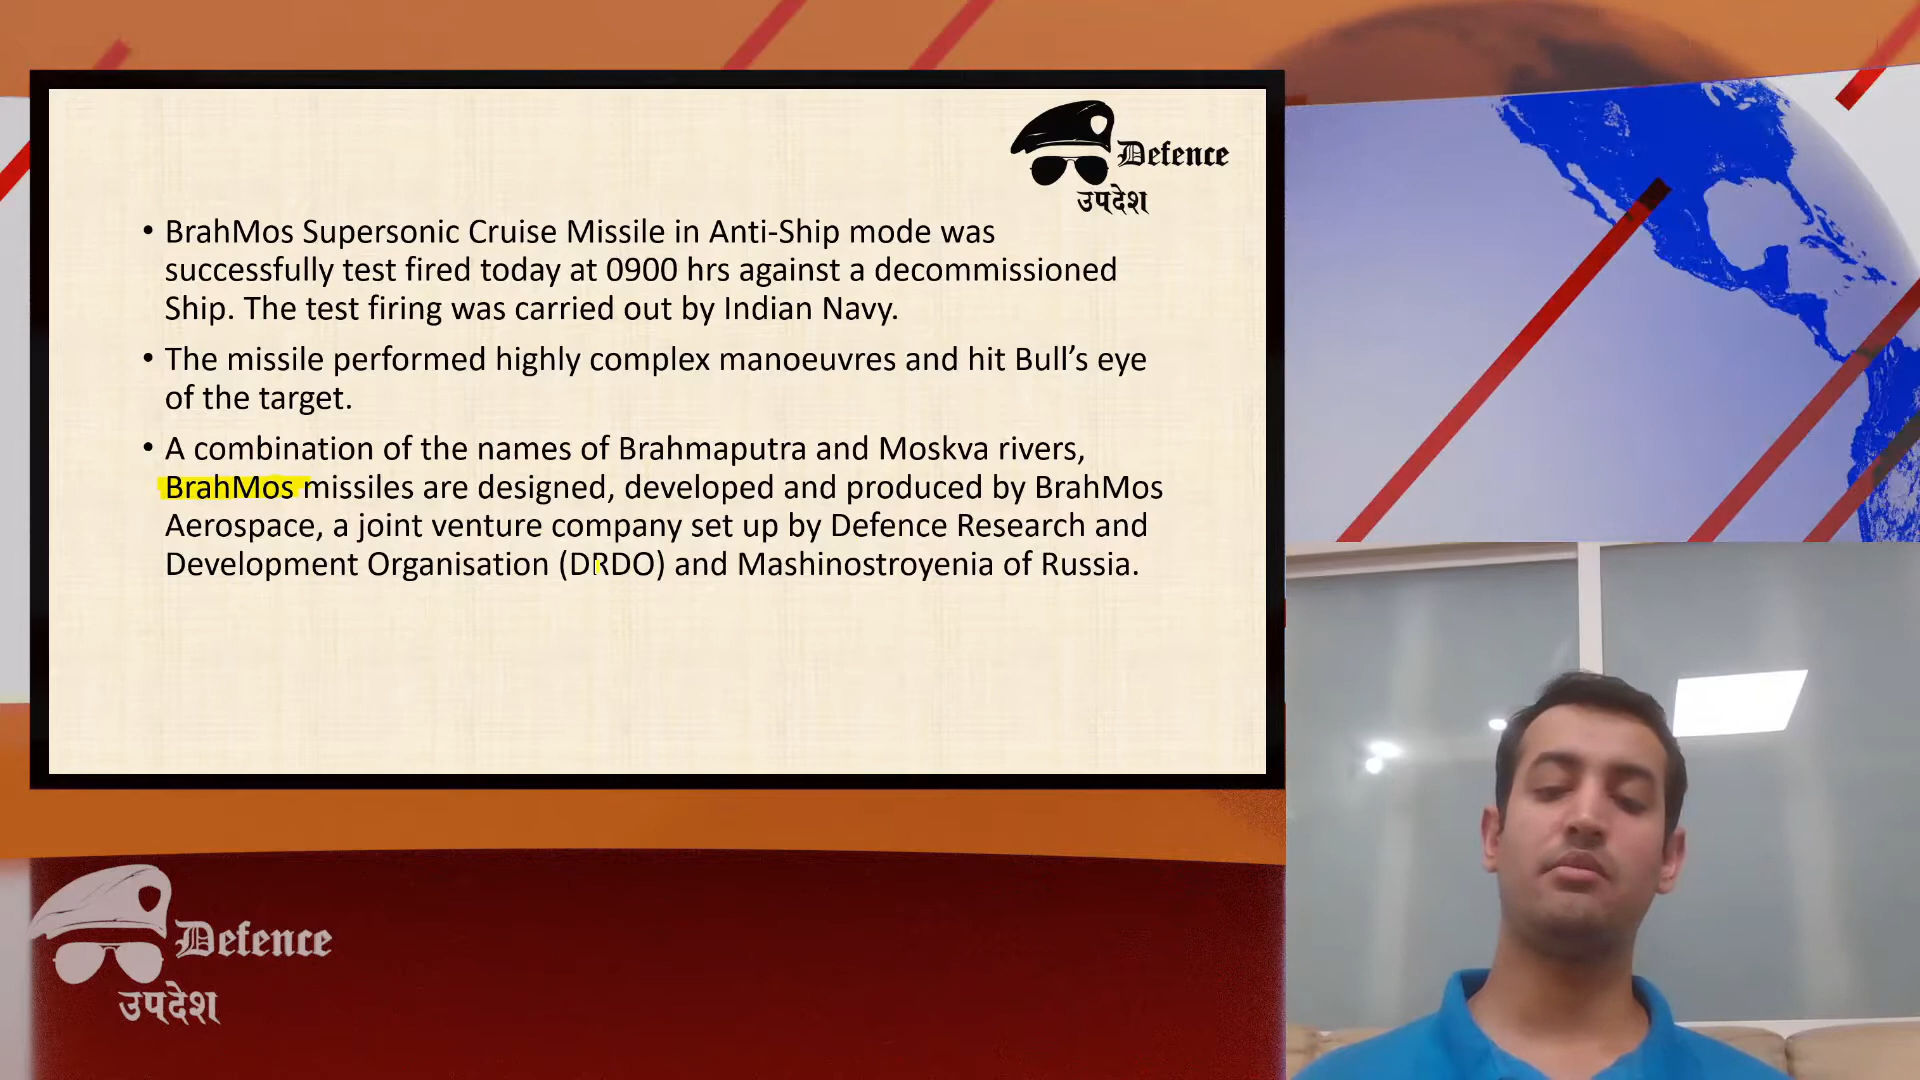 Defence
उपदेश
• BrahMos Supersonic Cruise Missile in Anti-Ship mode was
successfully test fired today at 0900 hrs against a decommissioned
Ship. The test firing was carried out by Indian Navy.
• The missile performed highly complex manoeuvres and hit Bull’s eye
of the target.
• A combination of the names of Brahmaputra and Moskva rivers,
BrahMos missiles are designed, developed and produced by BrahMos
Aerospace, a joint venture company set up by Defence Research and
Development Organisation (DRDO) and Mashinostroyenia of Russia.
Defence
उपदेश